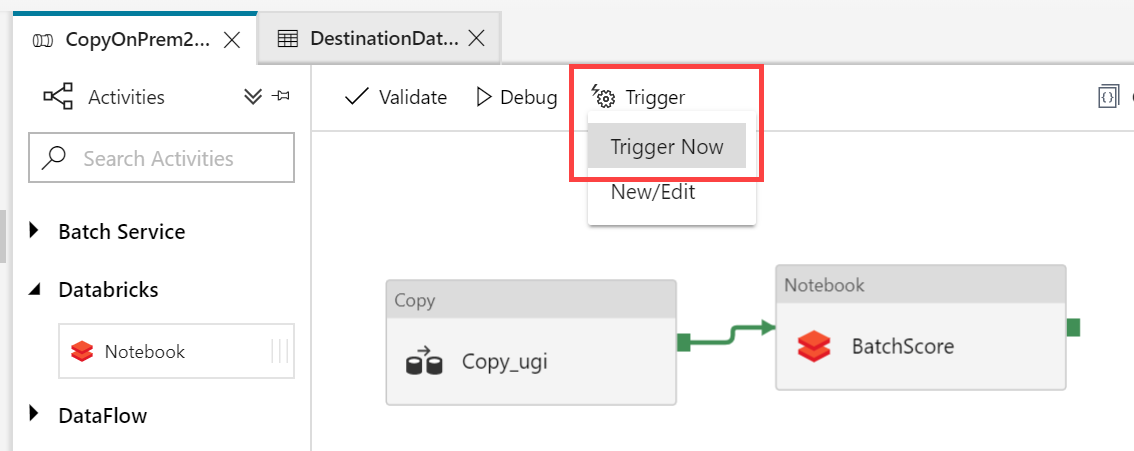 CopyOnPrem2...
DestinationDat...
Activities
Validate
Debug
Trigger
Search Activities
Trigger Now
New/Edit
Batch Service
Databricks
Notebook
DataFlow
Copy
Copy_ugi
Notebook
BatchScore